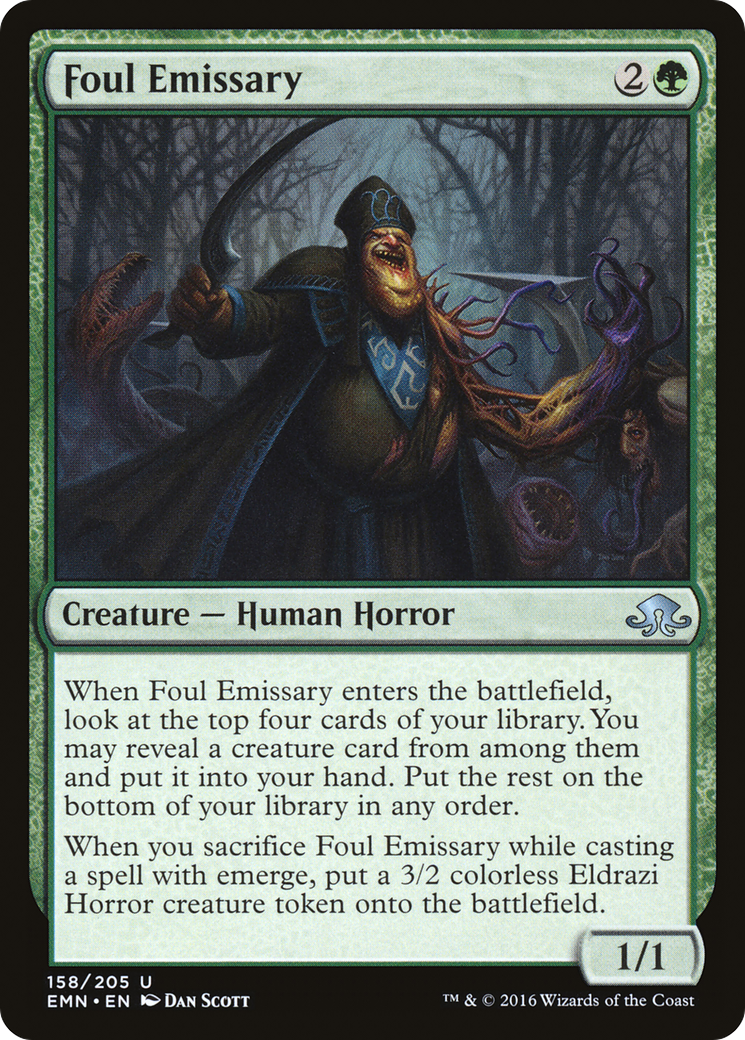 Foul Emissary 2
Creature — Human Horror
When Foul Emissary enters the battlefield,
look at the top four cards of your library. You
may reveal a creature card from among them
and put it into your hand. Put the rest on the
bottom of your library in any order.
When you sacrifice Foul Emissary while casting
a spell with emerge, put a 3/2 colorless Eldrazi
Horror creature token onto the battlefield.
1/1
158/205 U
EMN • EN Dan Scott
™ & © 2016 Wizards of the Coast